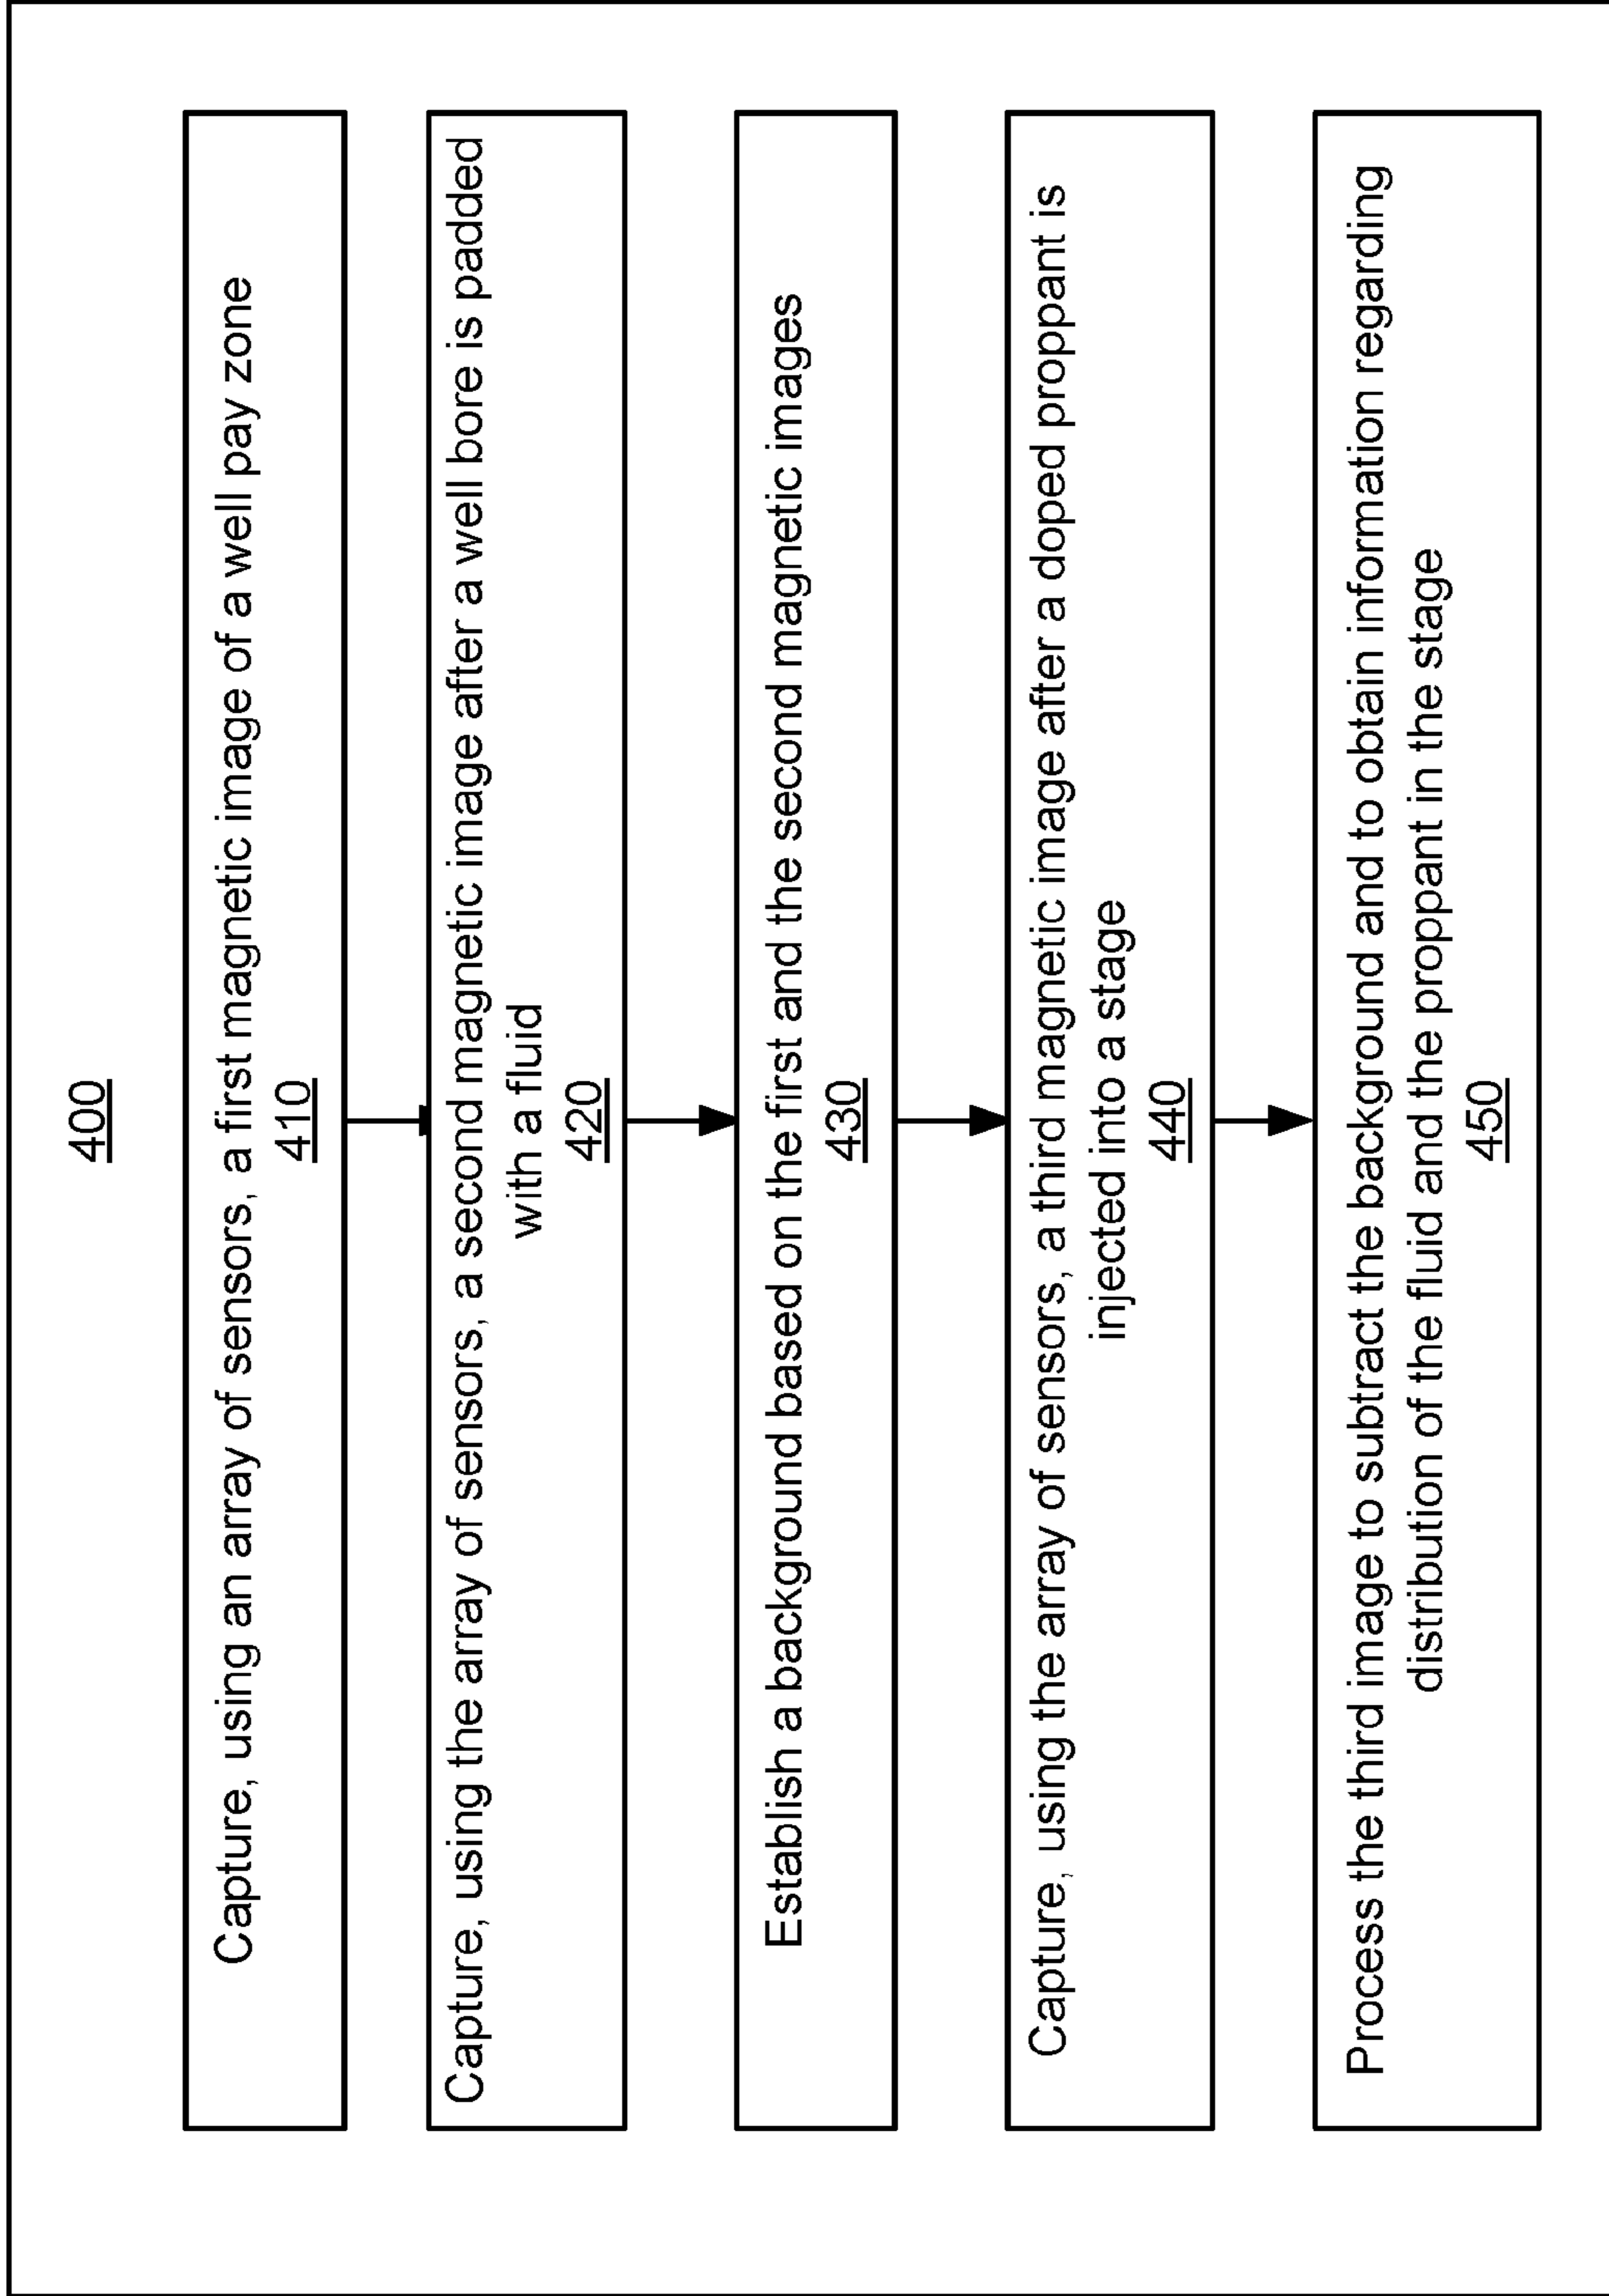 400
Capture, using an array of sensors, a first magnetic image of a well pay zone
410
Capture, using the array of sensors, a second magnetic image after a well bore is padded
with a fluid
420
Establish a background based on the first and the second magnetic images
430
Capture, using the array of sensors, a third magnetic image after a doped proppant is
injected into a stage
440
Process the third image to subtract the background and to obtain information regarding
distribution of the fluid and the proppant in the stage
450